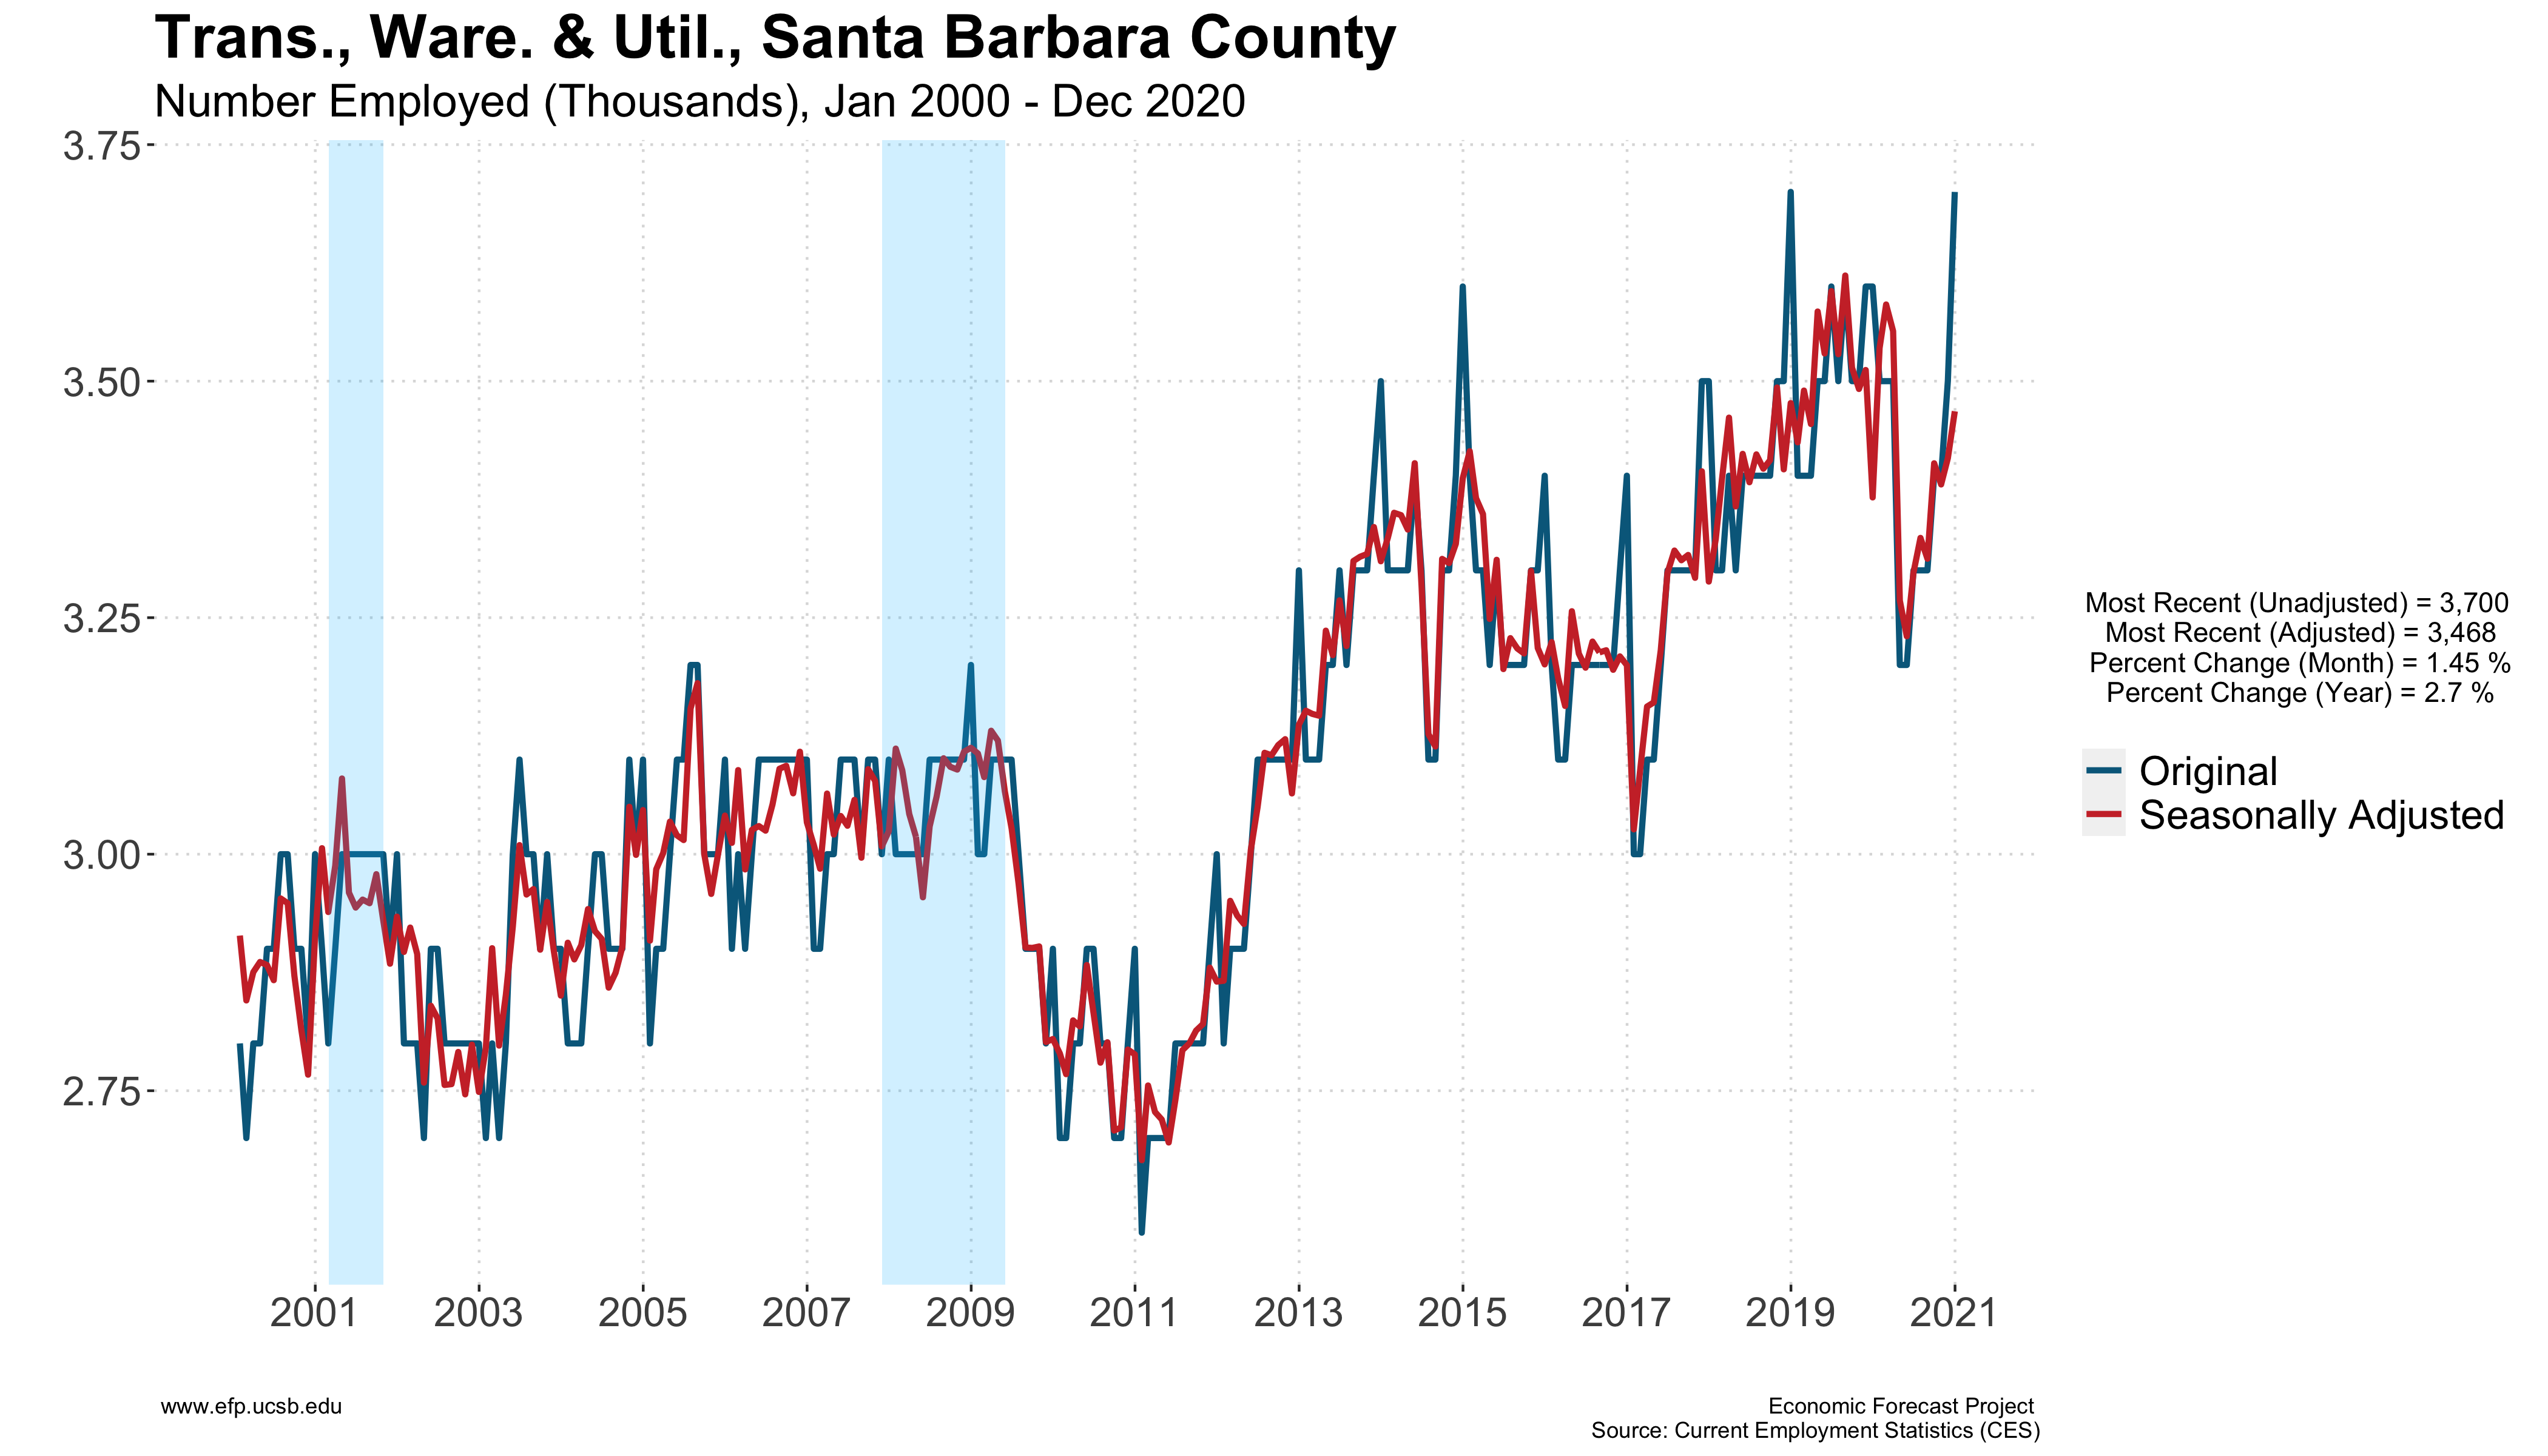 Trans., Ware. & Util., Santa Barbara County
Number Employed (Thousands), Jan 2000 - Dec 2020
3.75
3.50
3.25
3.00
2.75
2001 2003 2005 2007 2009 2011 2013 2015 2017 2019 2021
Most Recent (Unadjusted) = 3,700
Most Recent (Adjusted) = 3,468
Percent Change (Month) = 1.45 %
Percent Change (Year) = 2.7 %
Original
Seasonally Adjusted
www.efp.ucsb.edu
Economic Forecast Project
Source: Current Employment Statistics (CES)